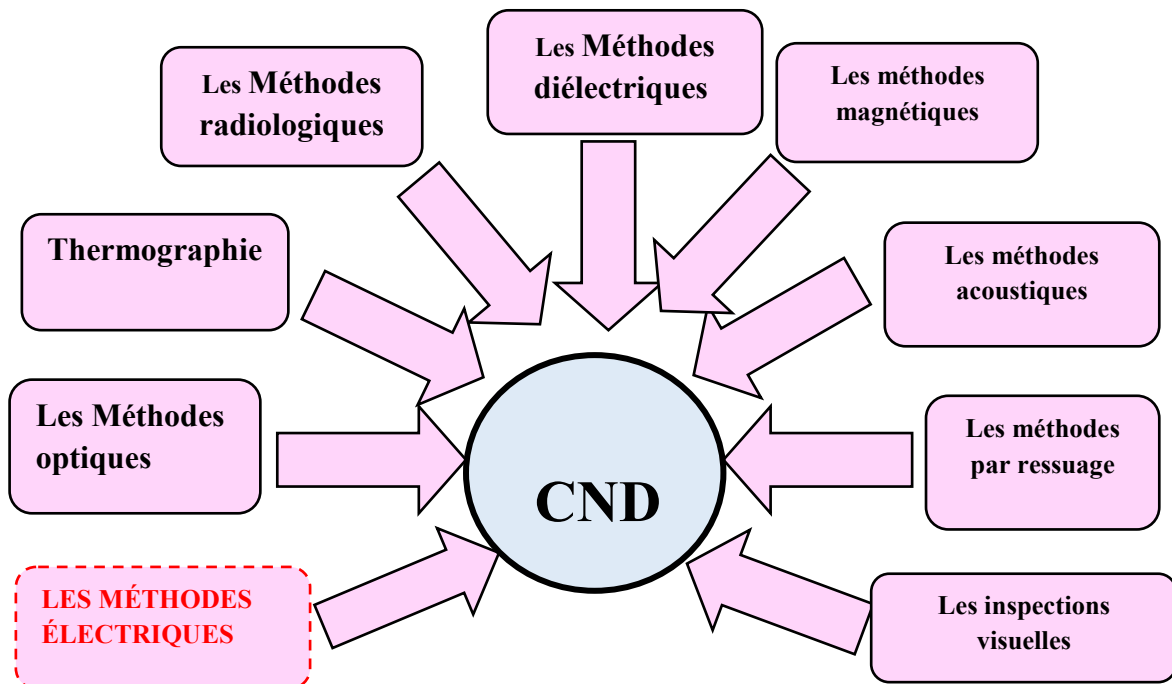 Les Méthodes
diélectriques
Les Méthodes
radiologiques
Les méthodes
magnétiques
Thermographie
Les méthodes
acoustiques
Les Méthodes
optiques
Les méthodes
par ressuage
CND
LES MÉTHODES
ÉLECTRIQUES
Les inspections
visuelles